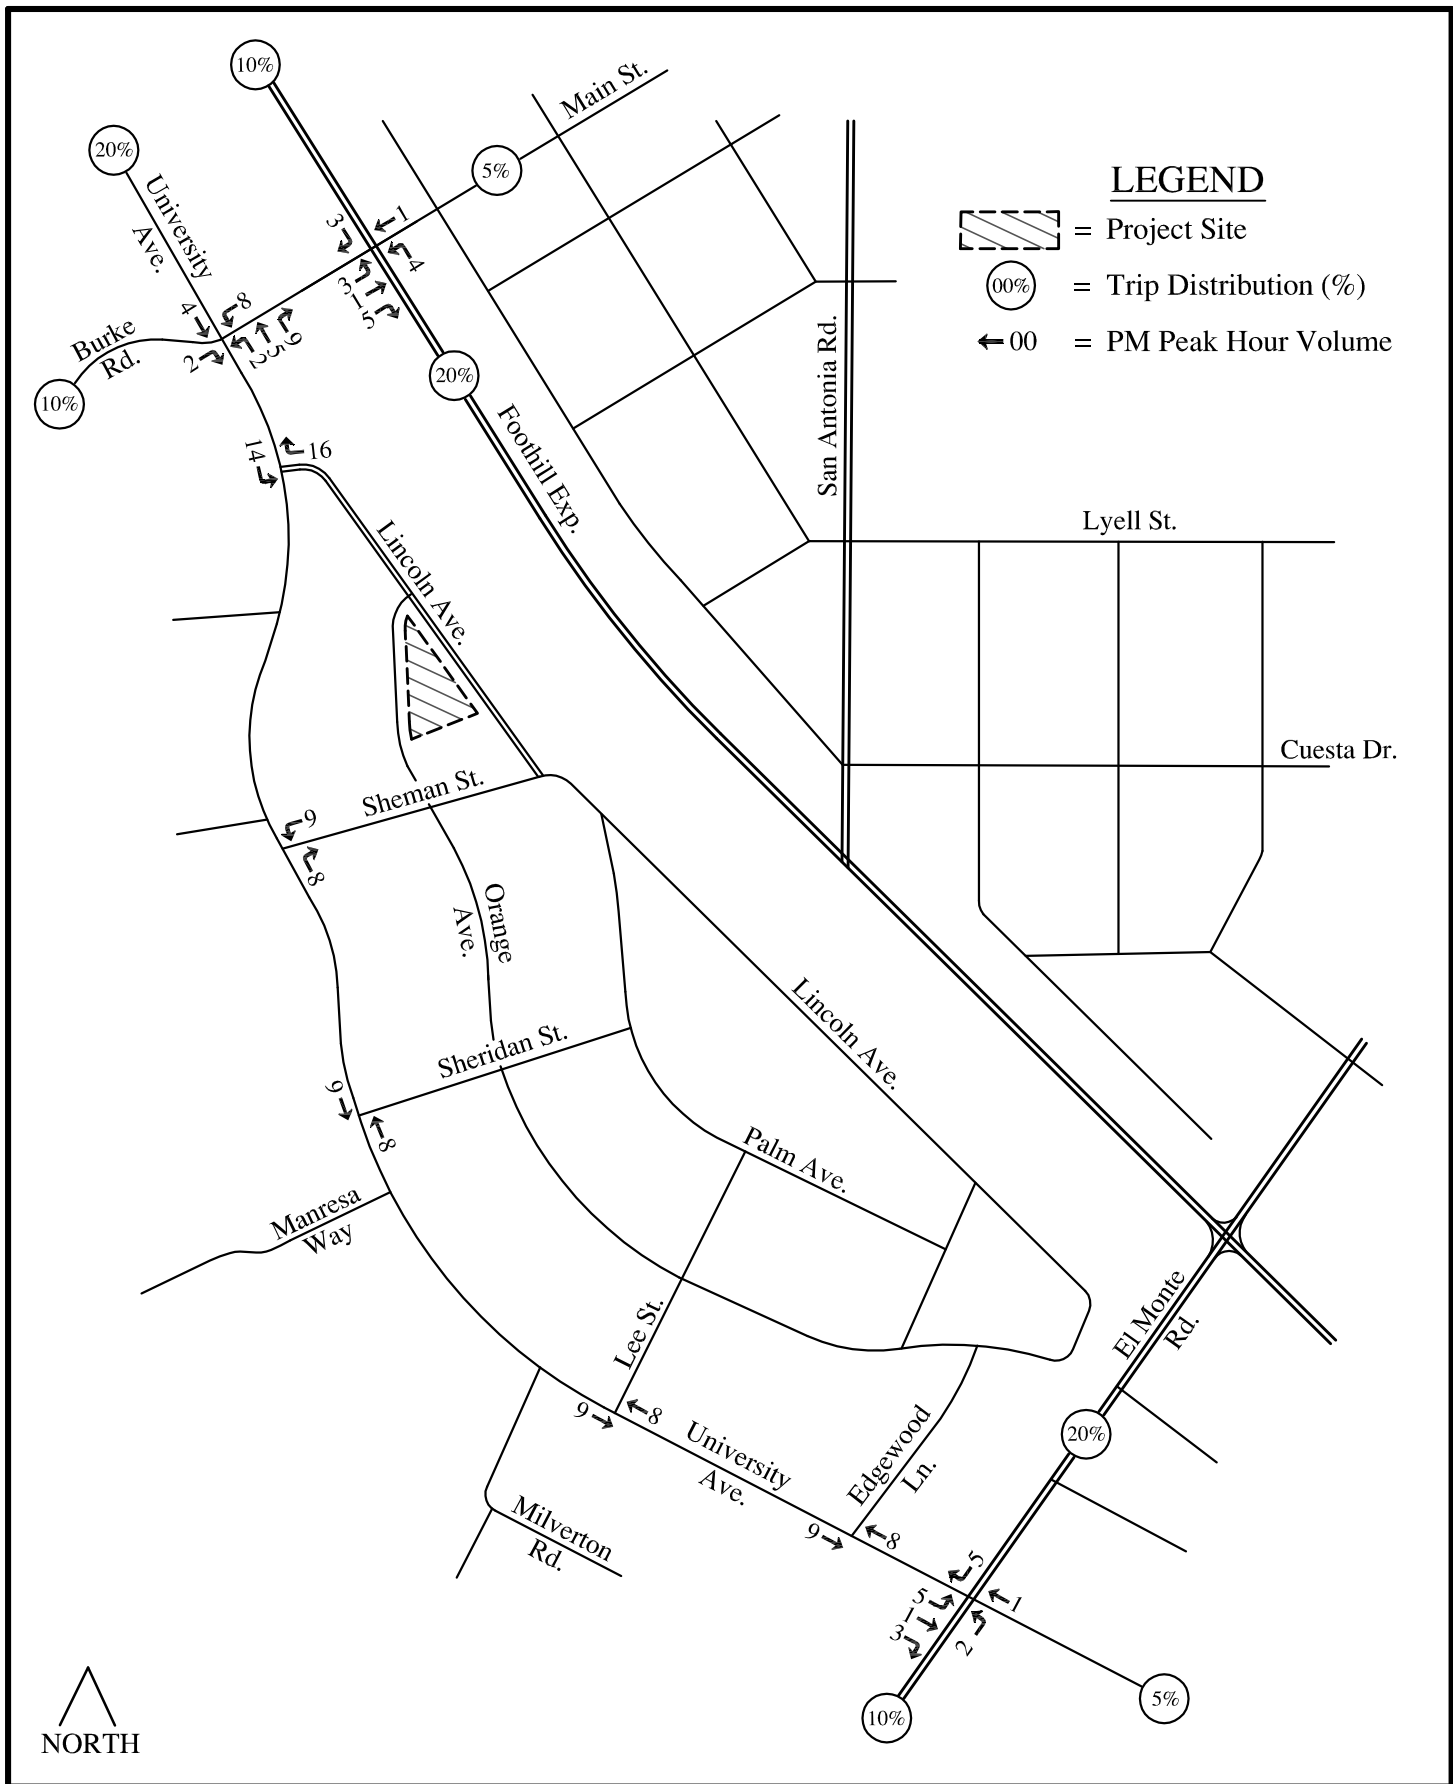 10%
Main St.
20%
5%
LEGEND
= Project Site
00% = Trip Distribution (%)
00 = PM Peak Hour Volume
University
Ave.
3
1
4
3
1
5
4
8
Burke
Rd.
2
2
5
9
10%
20%
San Antonia Rd.
Foothill Exp.
14
16
Lyell St.
Lincoln Ave.
Cuesta Dr.
Sheman St.
9
8
Orange
Ave.
Lincoln Ave.
Sheridan St.
9
8
Palm Ave.
Manresa
Way
El Monte
Rd.
Lee St.
9
8
University
Ave.
Edgewood
Ln.
20%
Milverton
Rd.
9
8
5
5
1
3
1
2
10%
5%
NORTH